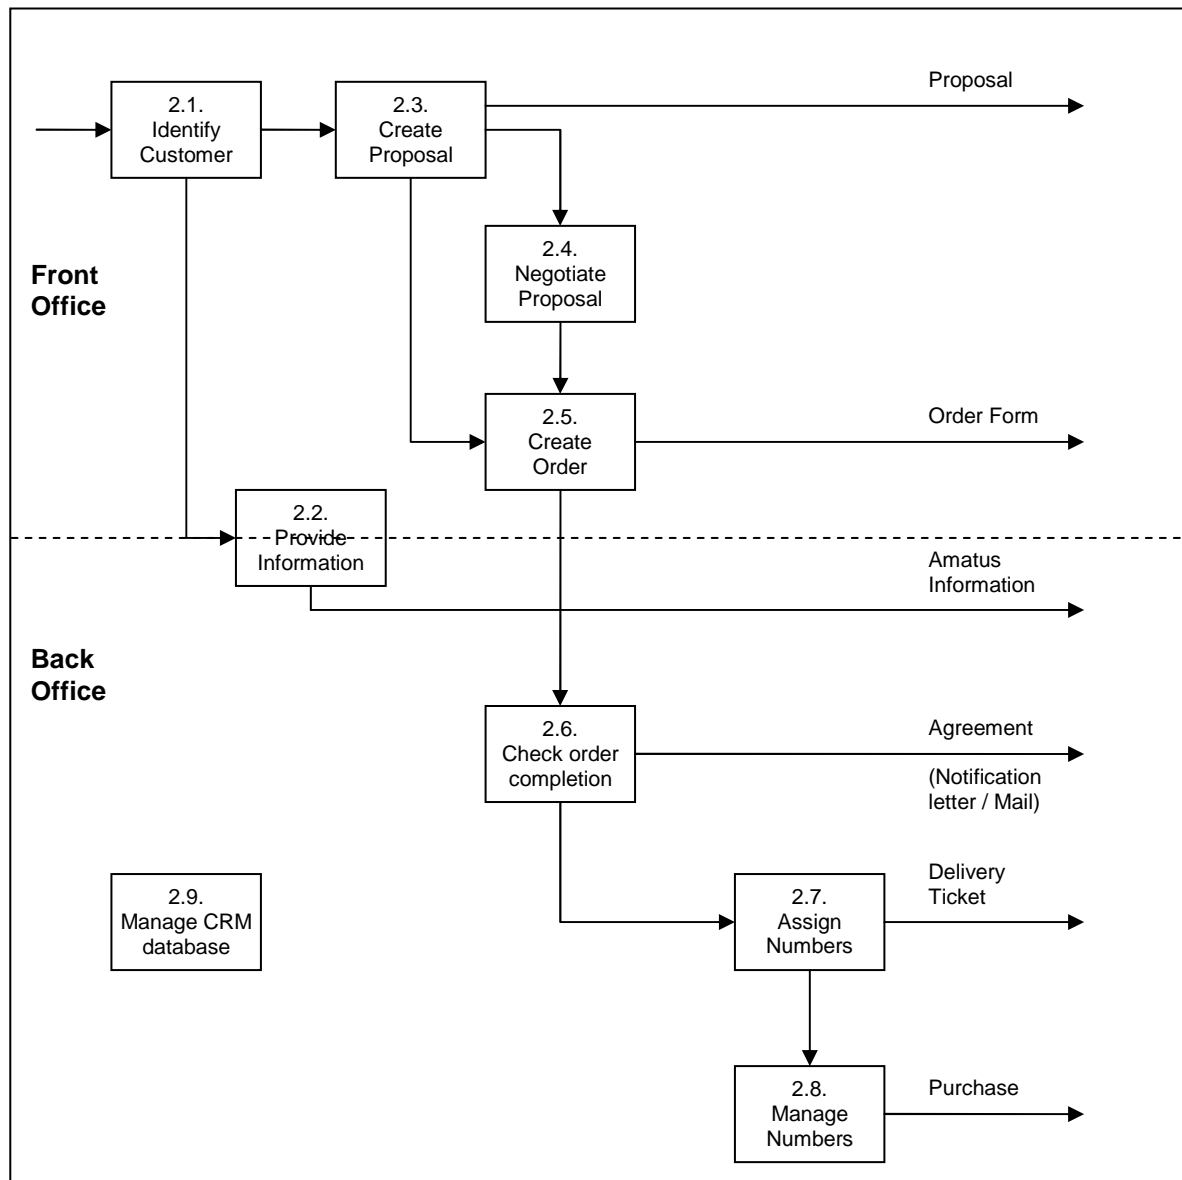 Proposal
2.1.
Identify
Customer
2.3.
Create
Proposal
2.4.
Negotiate
Proposal
Front
Office
2.5.
Create
Order
Order Form
2.2.
Provide
Information
Amatus
Information
Back
Office
2.6.
Check order
completion
Agreement
(Notification
letter / Mail)
2.9.
Manage CRM
database
2.7.
Assign
Numbers
Delivery
Ticket
2.8.
Manage
Numbers
Purchase